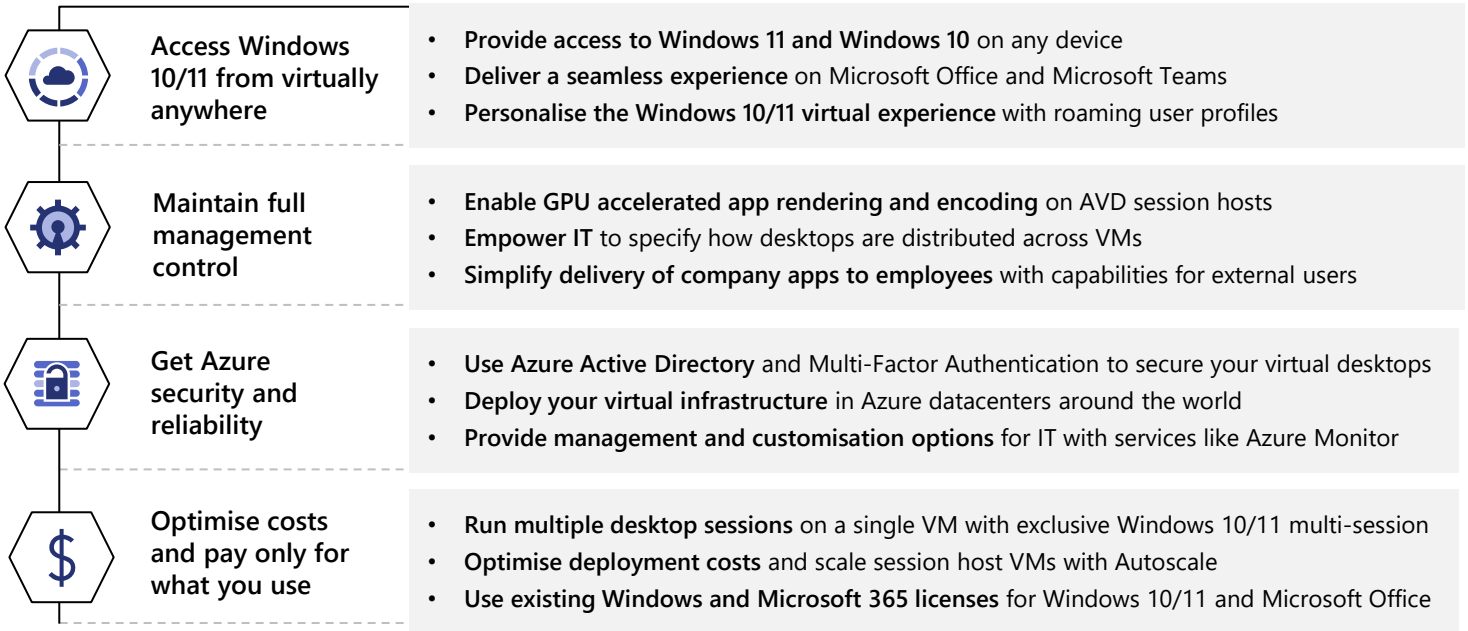 Access Windows
10/11 from virtually
anywhere
• Provide access to Windows 11 and Windows 10 on any device
• Deliver a seamless experience on Microsoft Office and Microsoft Teams
• Personalise the Windows 10/11 virtual experience with roaming user profiles
Maintain full
management
control
• Enable GPU accelerated app rendering and encoding on AVD session hosts
• Empower IT to specify how desktops are distributed across VMs
• Simplify delivery of company apps to employees with capabilities for external users
Get Azure
security and
reliability
• Use Azure Active Directory and Multi-Factor Authentication to secure your virtual desktops
• Deploy your virtual infrastructure in Azure datacenters around the world
• Provide management and customisation options for IT with services like Azure Monitor
$
Optimise costs
and pay only for
what you use
• Run multiple desktop sessions on a single VM with exclusive Windows 10/11 multi-session
• Optimise deployment costs and scale session host VMs with Autoscale
• Use existing Windows and Microsoft 365 licenses for Windows 10/11 and Microsoft Office